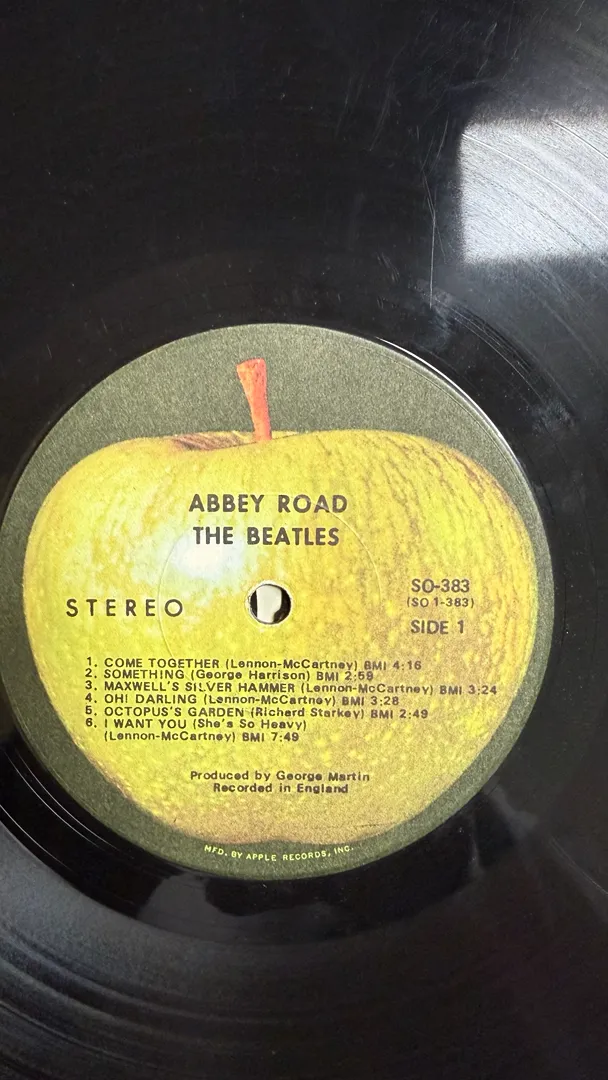 ABBEY ROAD
THE BEATLES
STEREO
SO-383
(SO 1-383)
SIDE 1
1. COME TOGETHER (Lennon-McCartney) BMI 4:16
2. SOMETHING (George Harrison) BMI 2:59
3. MAXWELL'S SILVER HAMMER (Lennon-McCartney) BMI 3:24
4. OH! DARLING (Lennon-McCartney) BMI 3:28
5. OCTOPUS'S GARDEN (Richard Starkey) BMI 2:49
6. I WANT YOU (She's So Heavy)
(Lennon-McCartney) BMI 7:49
Produced by George Martin
Recorded in England
MFD. BY APPLE RECORDS, INC.